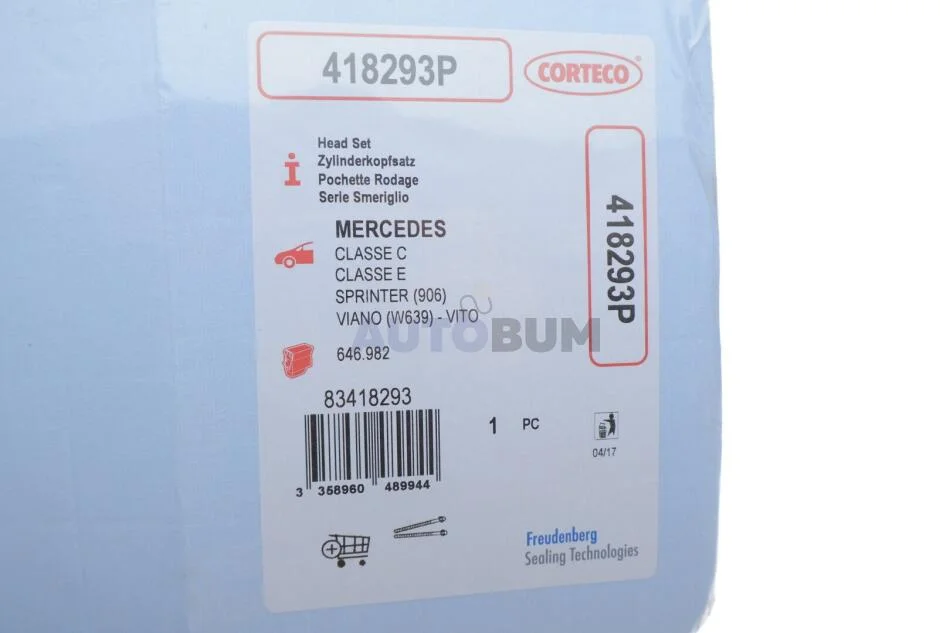 418293P
CORTECO
Head Set
Zylinderkopfsatz
Pochette Rodage
Serie Smeriglio
418293P
MERCEDES
CLASSE C
CLASSE E
SPRINTER (906)
VIANO (W639) - VITO
AUTOBUM
646.982
83418293
1 PC
3 358960 489944
04/17
Freudenberg
Sealing Technologies